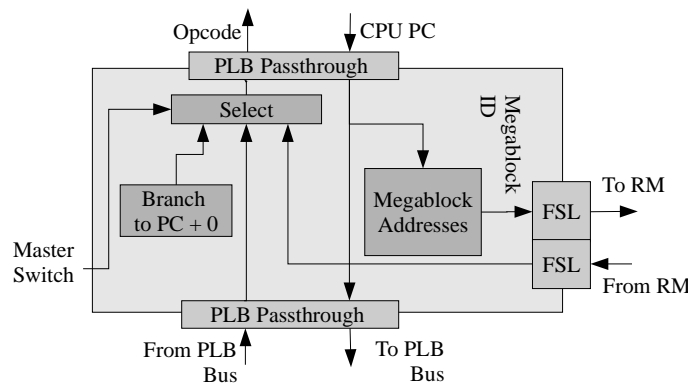 Opcode
CPU PC
PLB Passthrough
Select
Megablock
ID
Branch
to PC + 0
Megablock
Addresses
FSL
To RM
Master
Switch
FSL
From RM
PLB Passthrough
From PLB
Bus
To PLB
Bus